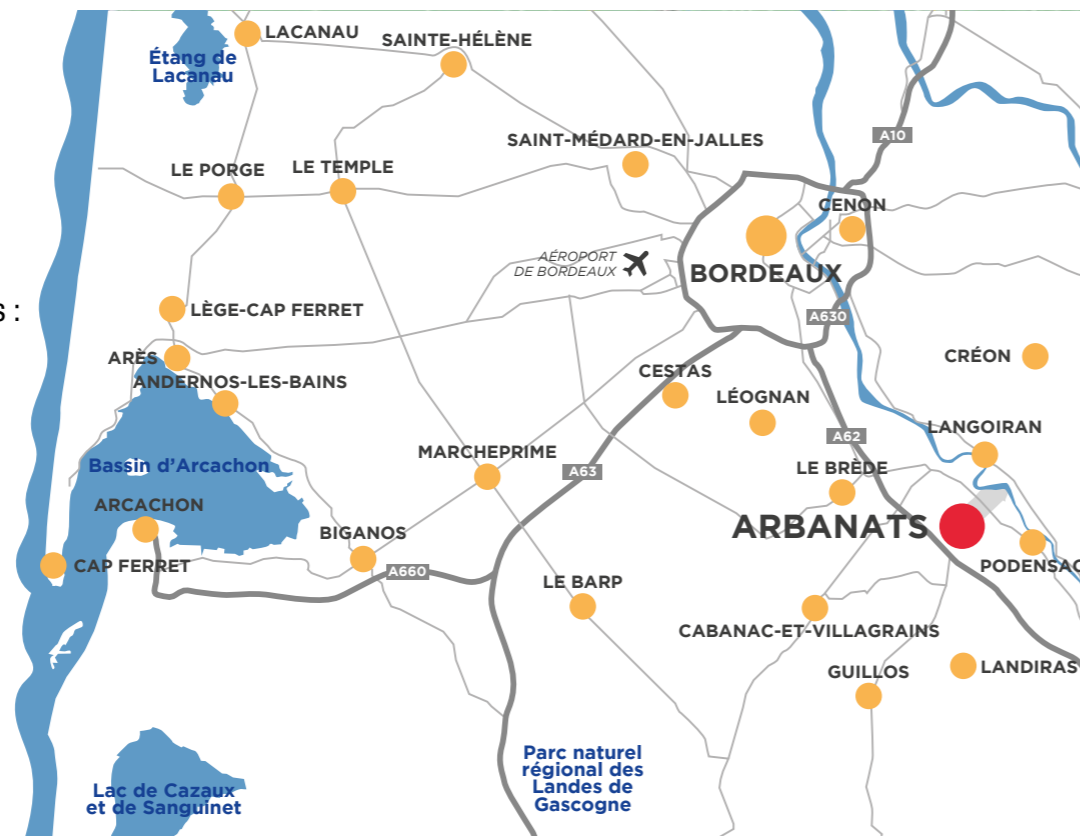 LACANAU
SAINTE-HÉLÈNE
Étang de
Lacanau
A10
SAINT-MÉDARD-EN-JALLES
LE PORGE
LE TEMPLE
CENON
AÉROPORT
DE BORDEAUX
BORDEAUX
s :
LÈGE-CAP FERRET
A630
ARÈS
CRÉON
ANDERNOS-LES-BAINS
CESTAS
LÉOGNAN
LANGOIRAN
A62
MARCHEPRIME
Bassin d'Arcachon
A63
LE BRÈDE
ARCACHON
ARBANATS
BIGANOS
CAP FERRET
A660
PODENSAC
LE BARP
CABANAC-ET-VILLAGRAINS
GUILLOS
LANDIRAS
Parc naturel
régional des
Landes de
Gascogne
Lac de Cazaux
et de Sanguinet